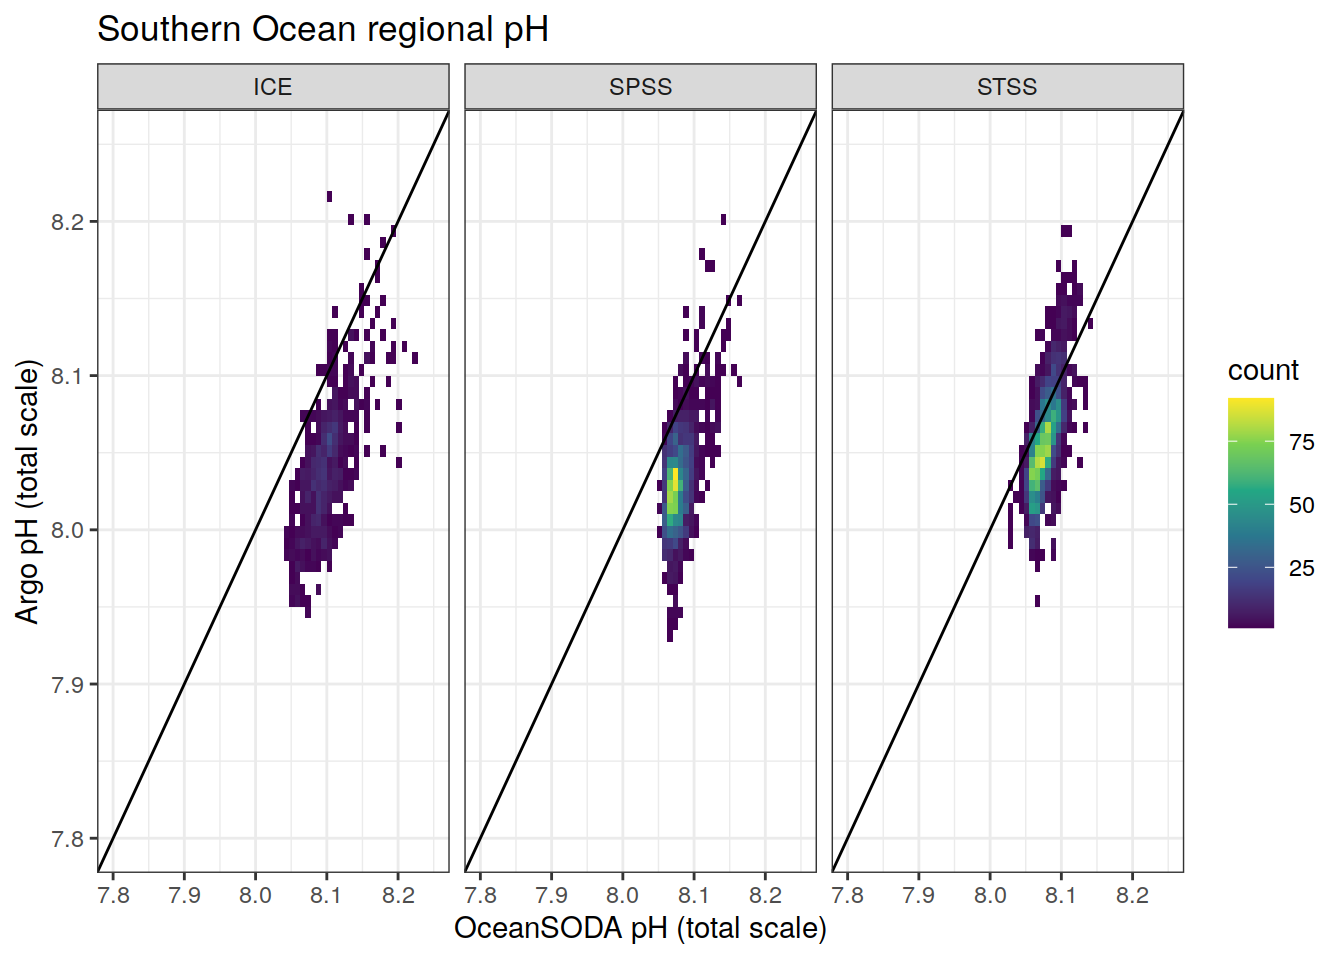 Southern Ocean regional pH
ICE SPSS STSS
8.2
8.1
8.0
7.9
7.8
Argo pH (total scale)
7.8 7.9 8.0 8.1 8.2 7.8 7.9 8.0 8.1 8.2 7.8 7.9 8.0 8.1 8.2
OceanSODA pH (total scale)
count
75
50
25